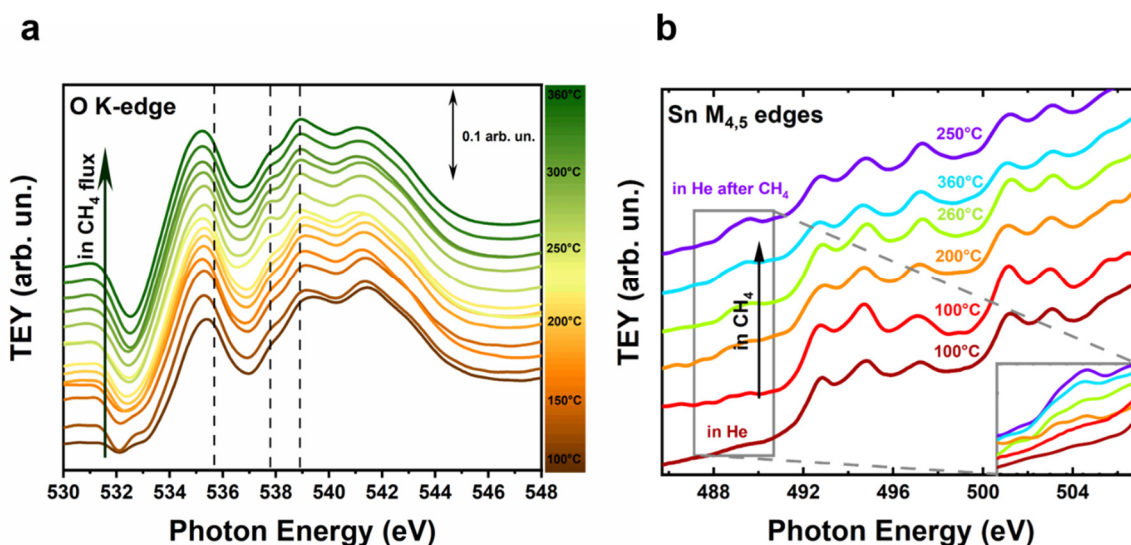 a
O K-edge
0.1 arb. un.
in CH₄ flux
TEY (arb. un.)
360°C
300°C
250°C
200°C
150°C
100°C
530 532 534 536 538 540 542 544 546 548
Photon Energy (eV)
b
Sn M₄,₅ edges
250°C
in He after CH₄
360°C
260°C
200°C
in CH₄
100°C
100°C
in He
TEY (arb. un.)
488 492 496 500 504
Photon Energy (eV)